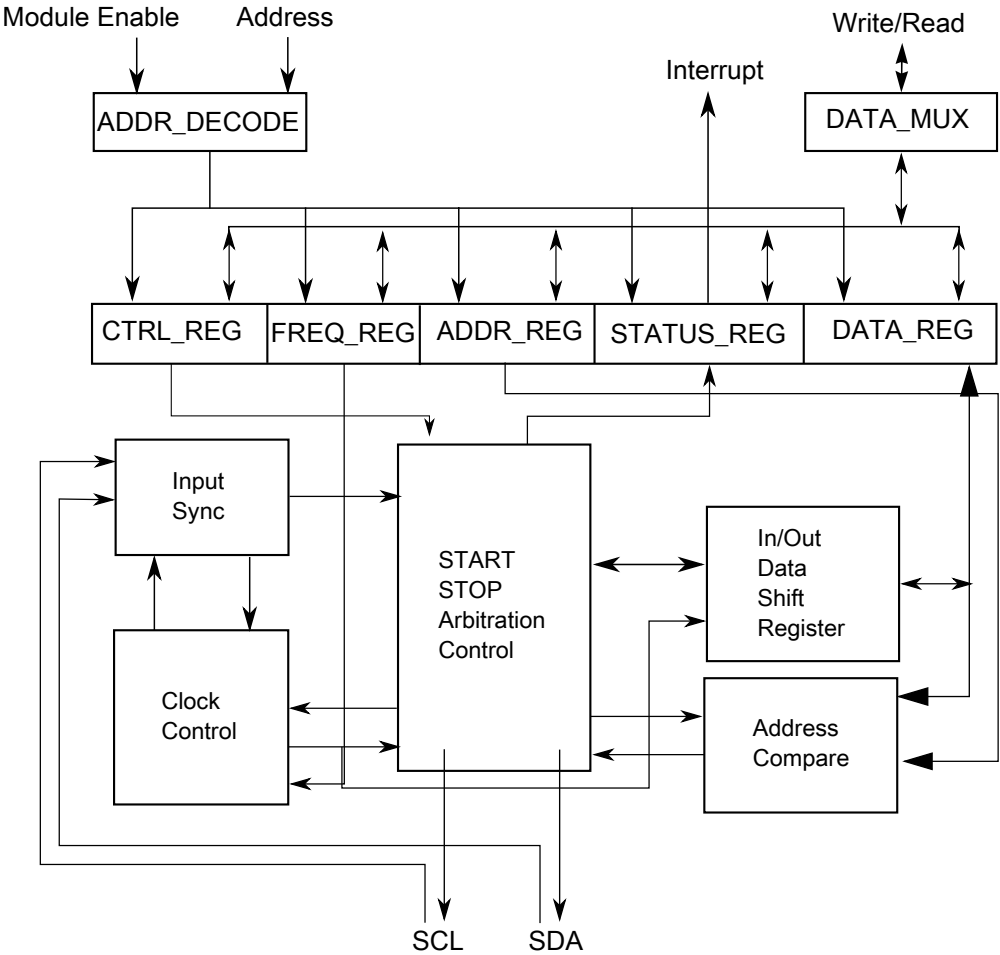 Module Enable
Address
Write/Read
Interrupt
ADDR_DECODE
DATA_MUX
CTRL_REG
FREQ_REG
ADDR_REG
STATUS_REG
DATA_REG
Input
Sync
START
STOP
Arbitration
Control
In/Out
Data
Shift
Register
Clock
Control
Address
Compare
SCL
SDA